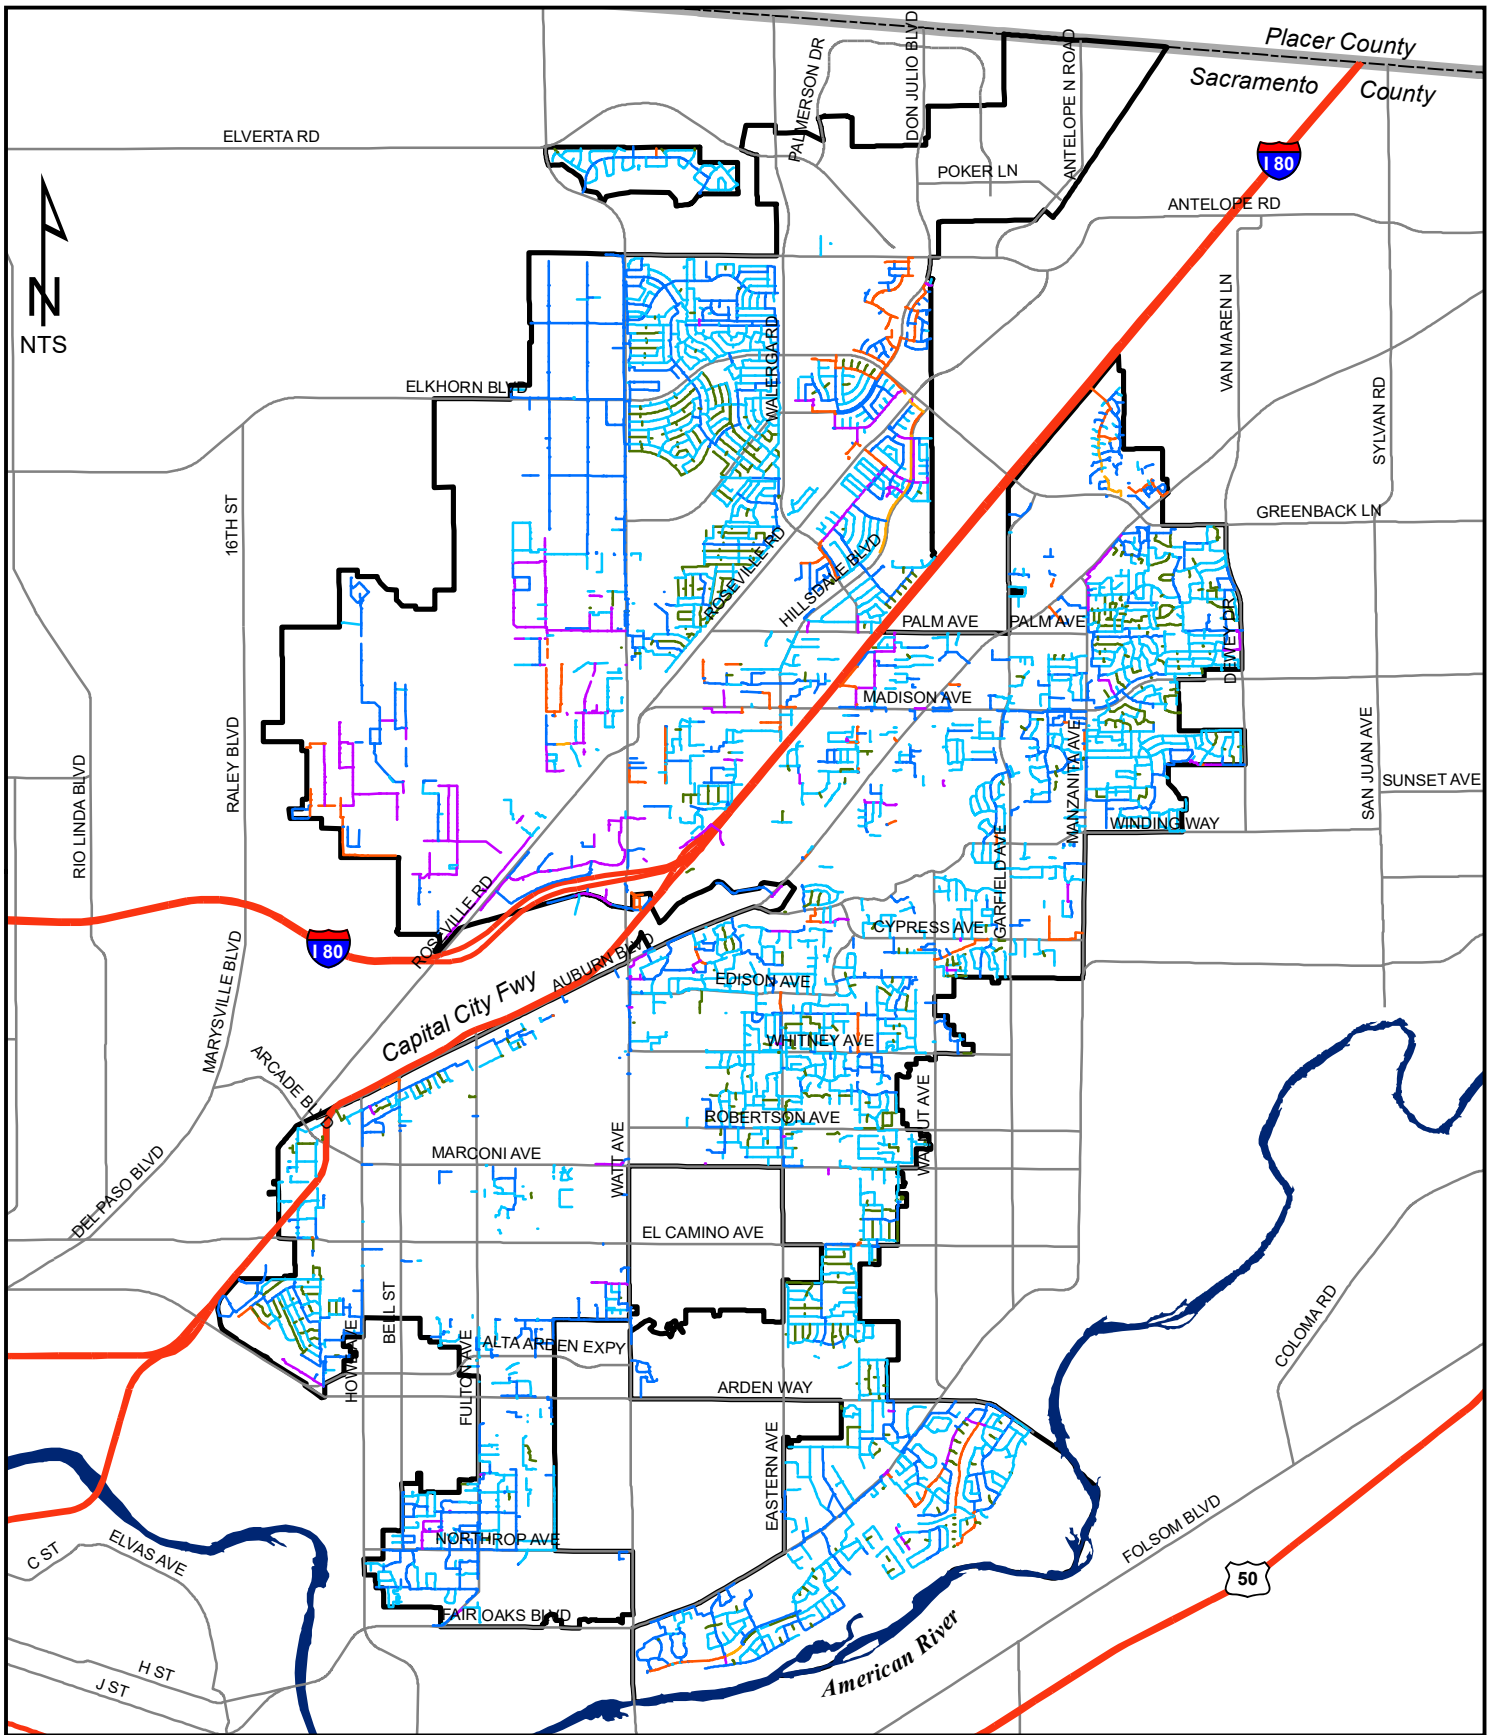 Placer County
Sacramento County
PALMERSON DR
DON JULIO BLVD
ANTELOPE N ROAD
ELVERTA RD
I 80
POKER LN
ANTELOPE RD
N
NTS
VAN MAREN LN
SYLVAN RD
WALERGA RD
ELKHORN BLVD
16TH ST
GREENBACK LN
ROSEVILLE RD
HILLSDALE BLVD
PALM AVE
PALM AVE
DEWEY DR
MADISON AVE
RALEY BLVD
RIO LINDA BLVD
MANZANITA AVE
SAN JUAN AVE
SUNSET AVE
WINDING WAY
GARFIELD AVE
ROSEVILLE RD
CYPRESS AVE
I 80
AUBURN BLVD
EDISON AVE
MARYSVILLE BLVD
Capital City Fwy
WHITNEY AVE
ARCADE BLVD
WALNUT AVE
ROBERTSON AVE
WATT AVE
MARCONI AVE
DEL PASO BLVD
EL CAMINO AVE
BELL ST
HOWE AVE
FULTON AVE
ALTA ARDEN EXPY
COLOMA RD
ARDEN WAY
EASTERN AVE
NORTHROP AVE
FOLSOM BLVD
C ST
ELVAS AVE
50
FAIR OAKS BLVD
American River
H ST
J ST